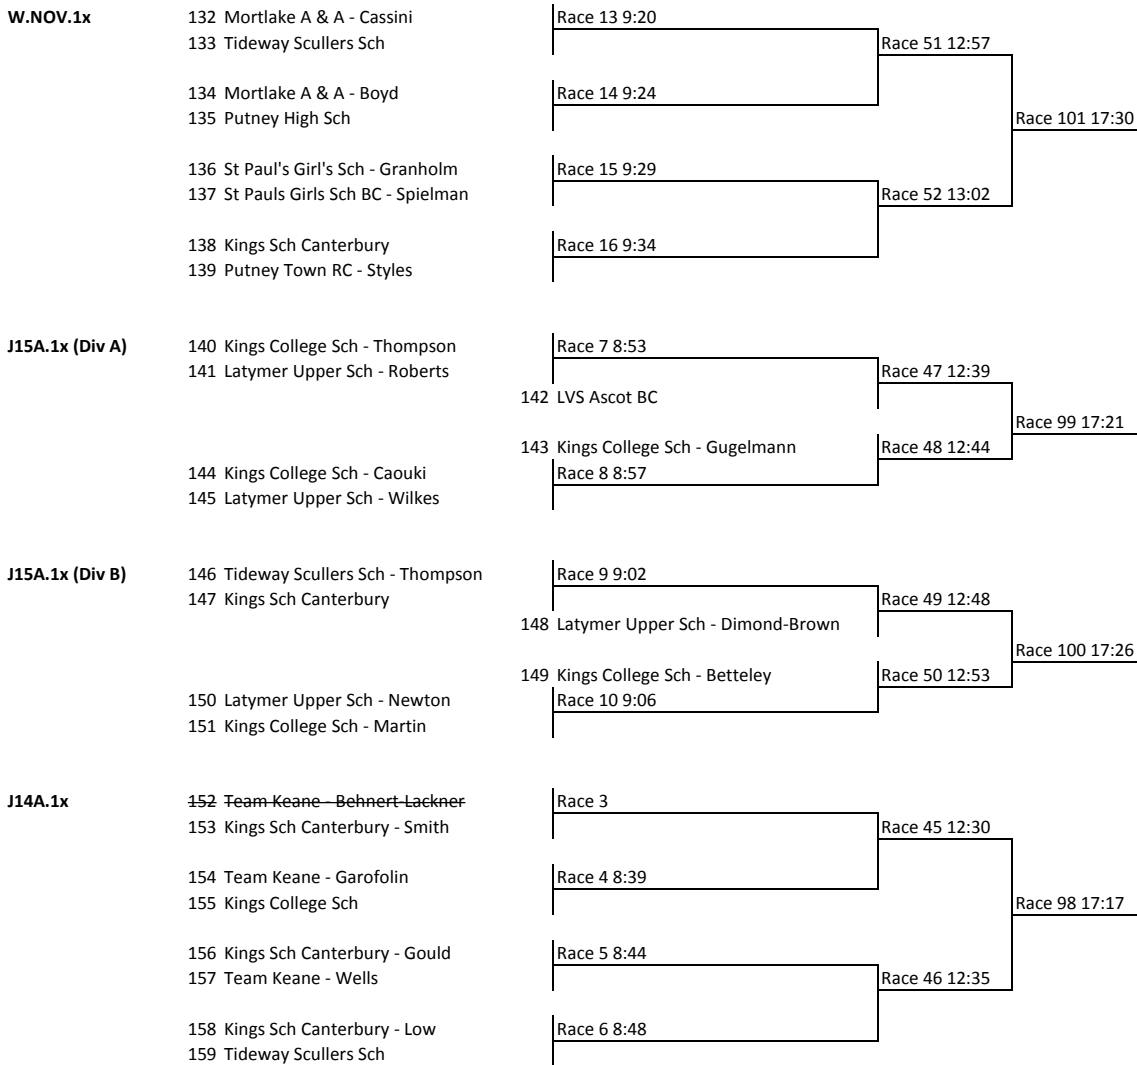 W.NOV.1x 132 Mortlake A & A - Cassini Race 13 9:20
133 Tideway Scullers Sch Race 51 12:57
134 Mortlake A & A - Boyd Race 14 9:24
135 Putney High Sch Race 101 17:30
136 St Paul's Girl's Sch - Granholm Race 15 9:29
137 St Pauls Girls Sch BC - Spielman Race 52 13:02
138 Kings Sch Canterbury Race 16 9:34
139 Putney Town RC - Styles
J15A.1x (Div A) 140 Kings College Sch - Thompson Race 7 8:53
141 Latymer Upper Sch - Roberts Race 47 12:39
142 LVS Ascot BC
Race 99 17:21
143 Kings College Sch - Gugelmann Race 48 12:44
144 Kings College Sch - Caouki Race 8 8:57
145 Latymer Upper Sch - Wilkes
J15A.1x (Div B) 146 Tideway Scullers Sch - Thompson Race 9 9:02
147 Kings Sch Canterbury Race 49 12:48
148 Latymer Upper Sch - Dimond-Brown
Race 100 17:26
149 Kings College Sch - Betteley Race 50 12:53
150 Latymer Upper Sch - Newton Race 10 9:06
151 Kings College Sch - Martin
J14A.1x 152 Team Keane - Behnert-Lackner Race 3
153 Kings Sch Canterbury - Smith Race 45 12:30
154 Team Keane - Garofolin Race 4 8:39
155 Kings College Sch Race 98 17:17
156 Kings Sch Canterbury - Gould Race 5 8:44
157 Team Keane - Wells Race 46 12:35
158 Kings Sch Canterbury - Low Race 6 8:48
159 Tideway Scullers Sch